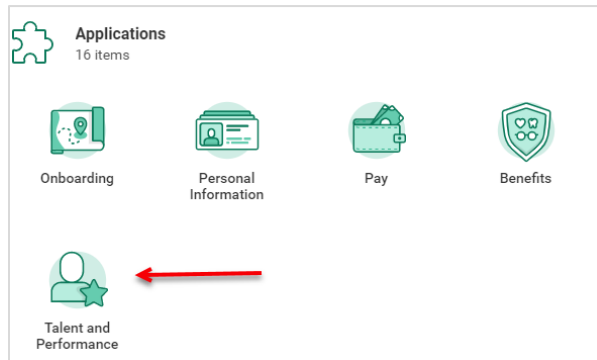 Applications
16 items
Onboarding
Personal
Information
Pay
Benefits
Talent and
Performance